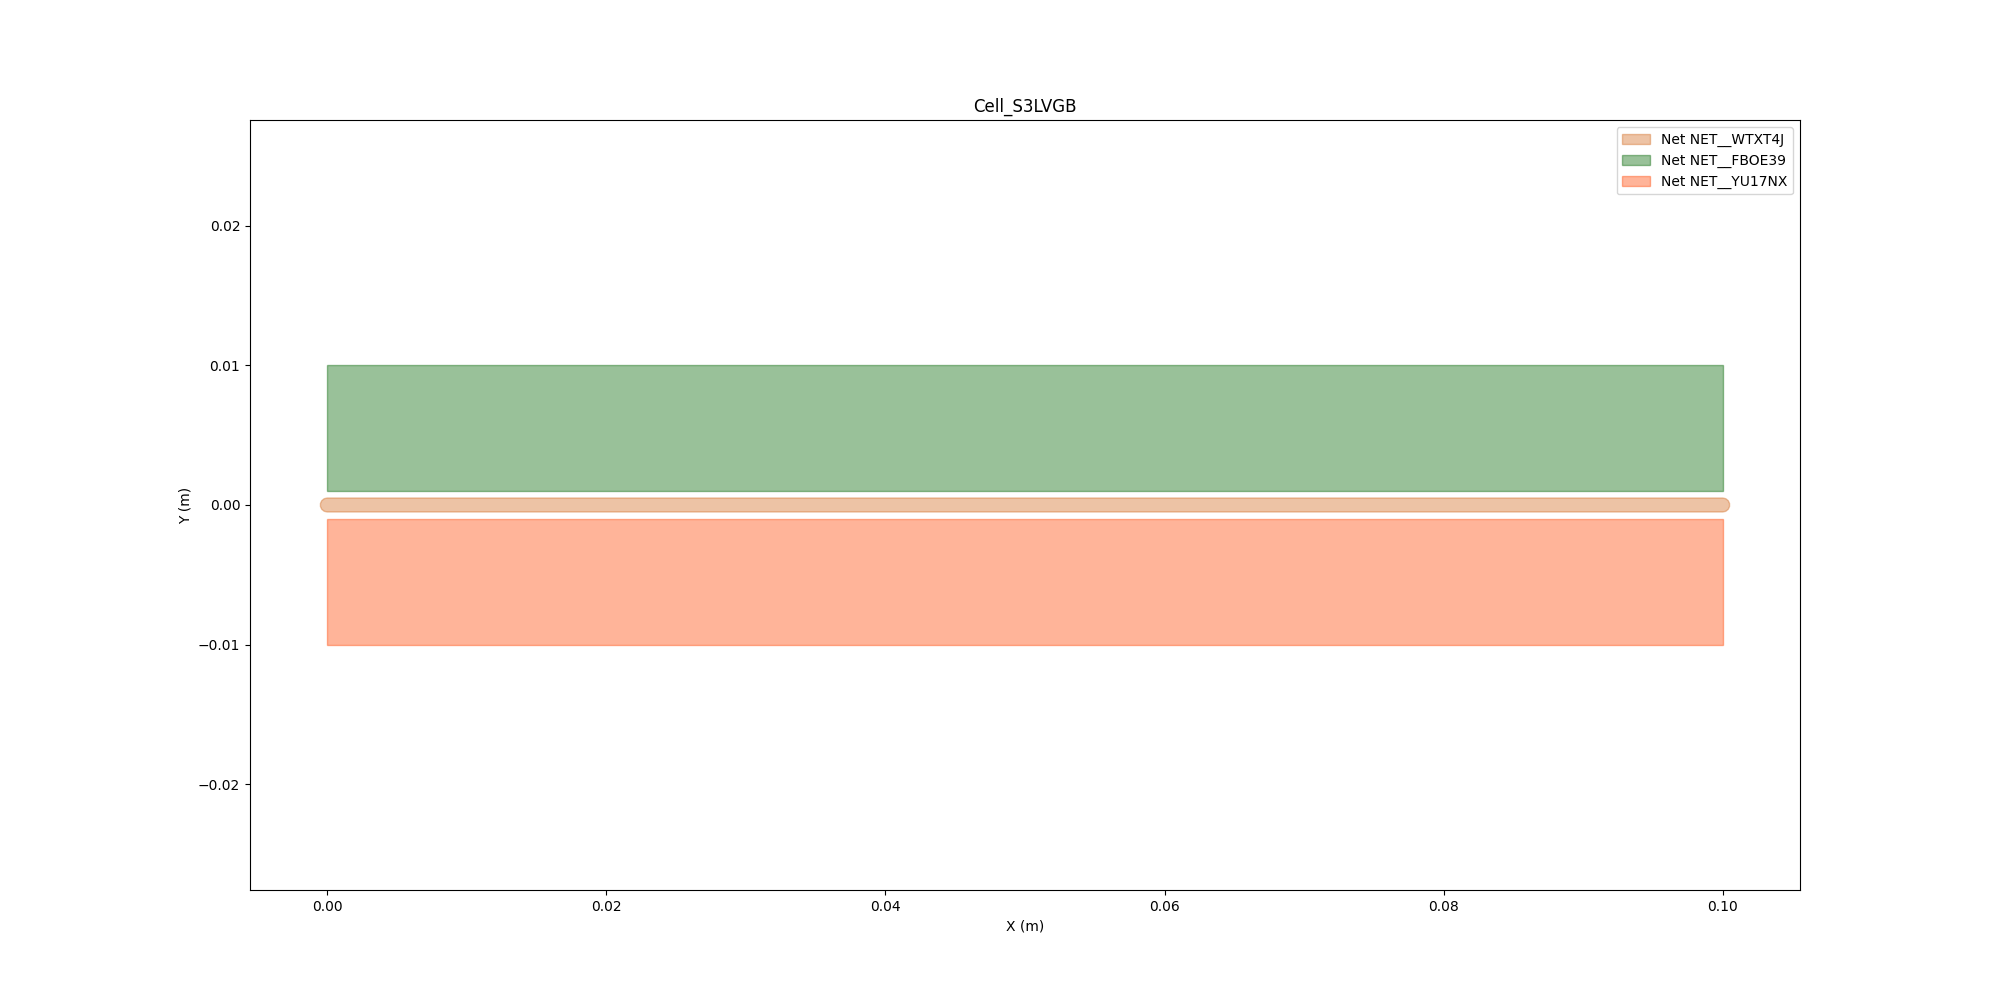 Cell_S3LVGB
Net NET__WTXT4J
Net NET__FBOE39
Net NET__YU17NX
0.02
0.01
0.00
−0.01
−0.02
Y (m)
0.00 0.02 0.04 0.06 0.08 0.10
X (m)